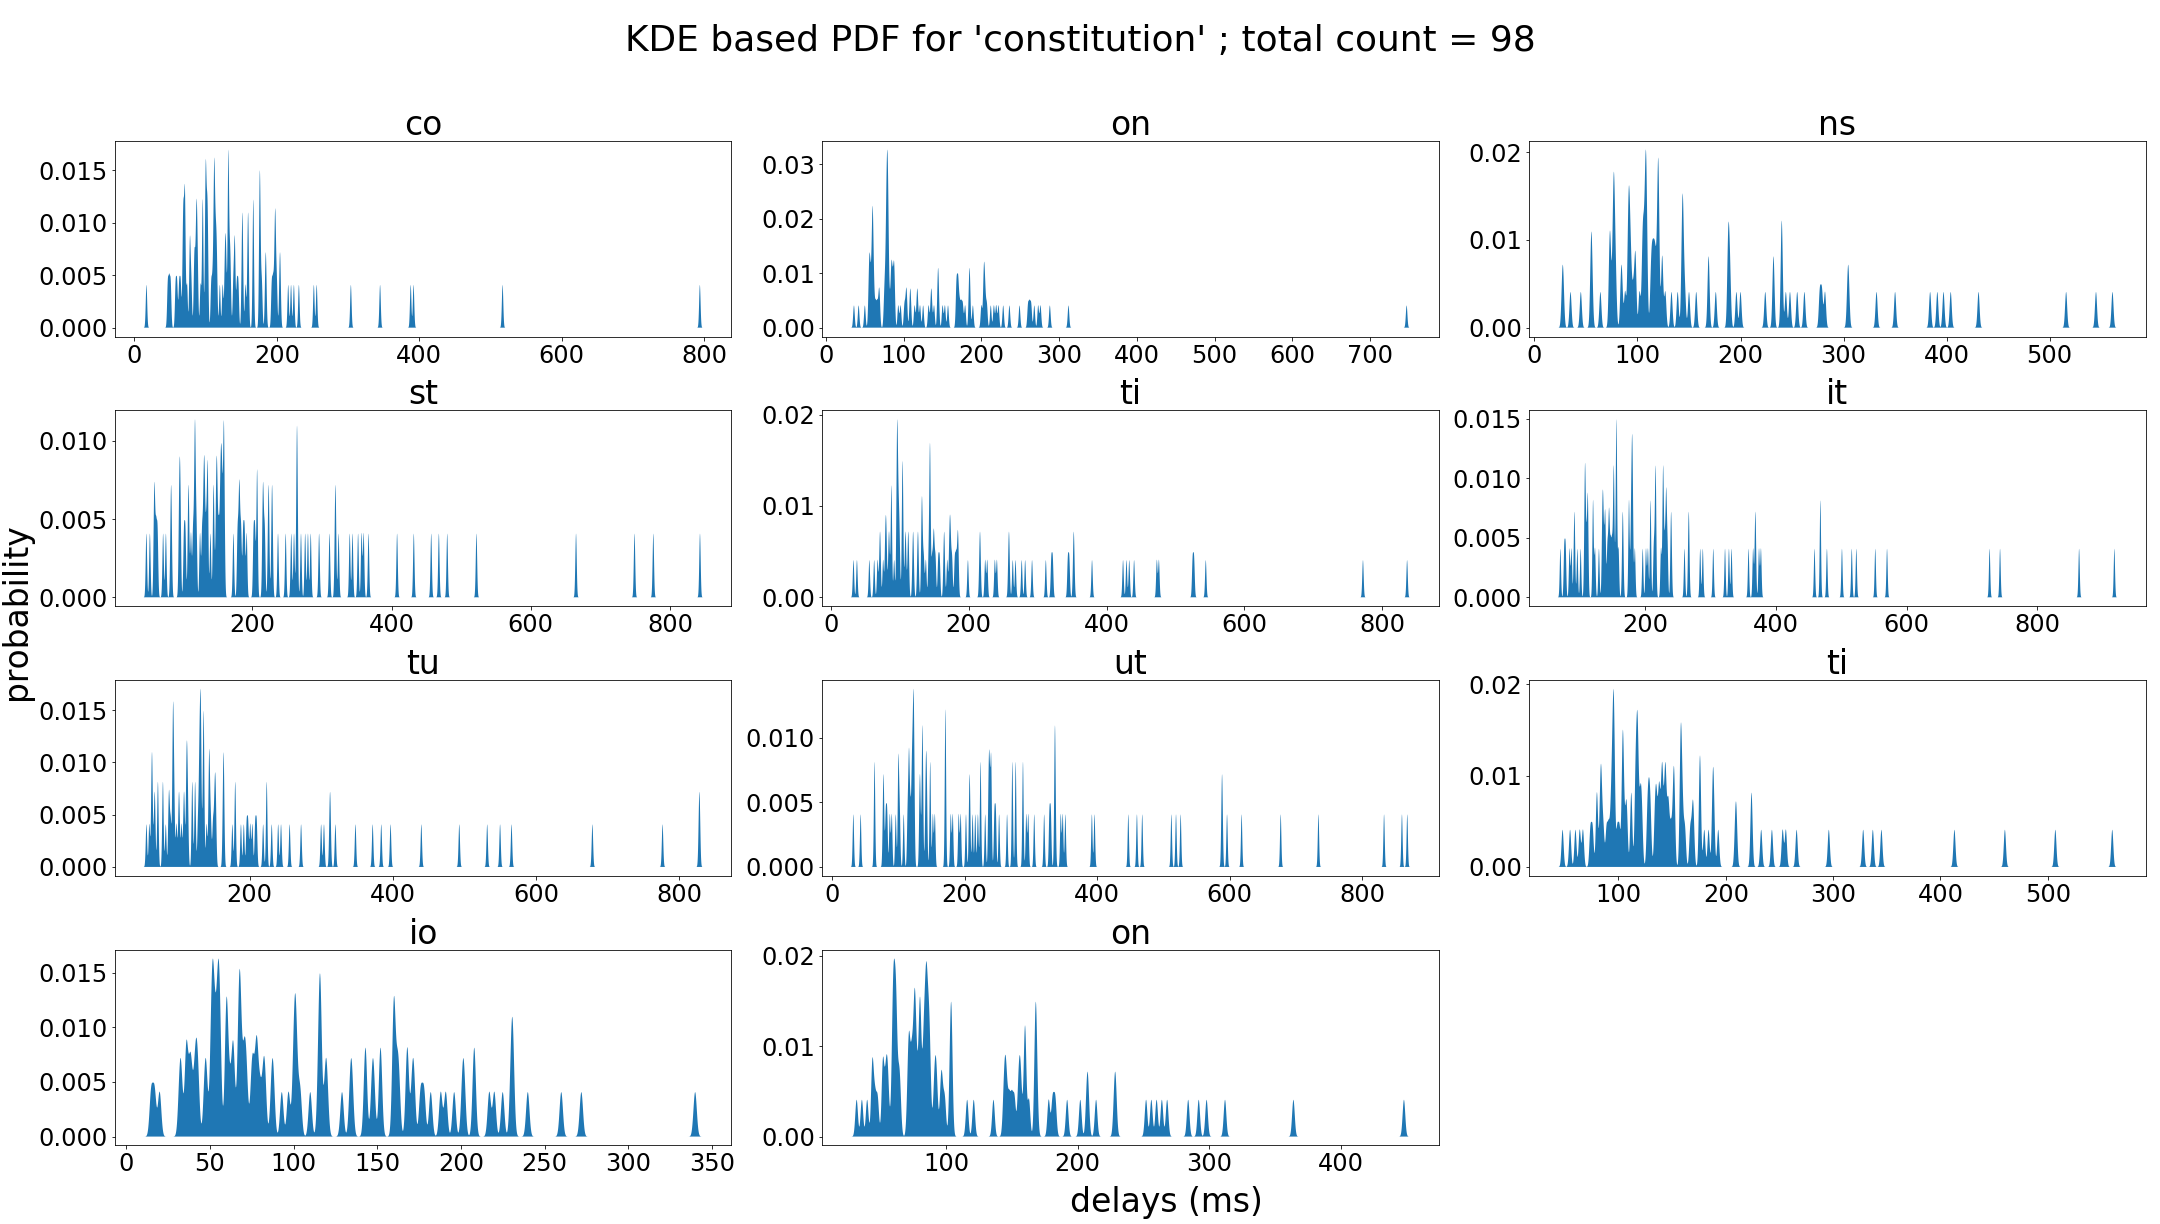 KDE based PDF for 'constitution' ; total count = 98
co
0.015
0.010
0.005
0.000
0 200 400 600 800
on
0.03
0.02
0.01
0.00
0 100 200 300 400 500 600 700
ns
0.02
0.01
0.00
0 100 200 300 400 500
st
0.010
0.005
0.000
200 400 600 800
ti
0.02
0.01
0.00
0 200 400 600 800
it
0.015
0.010
0.005
0.000
200 400 600 800
tu
0.015
0.010
0.005
0.000
200 400 600 800
ut
0.010
0.005
0.000
0 200 400 600 800
ti
0.02
0.01
0.00
100 200 300 400 500
io
0.015
0.010
0.005
0.000
0 50 100 150 200 250 300 350
on
0.02
0.01
0.00
100 200 300 400
probability
delays (ms)